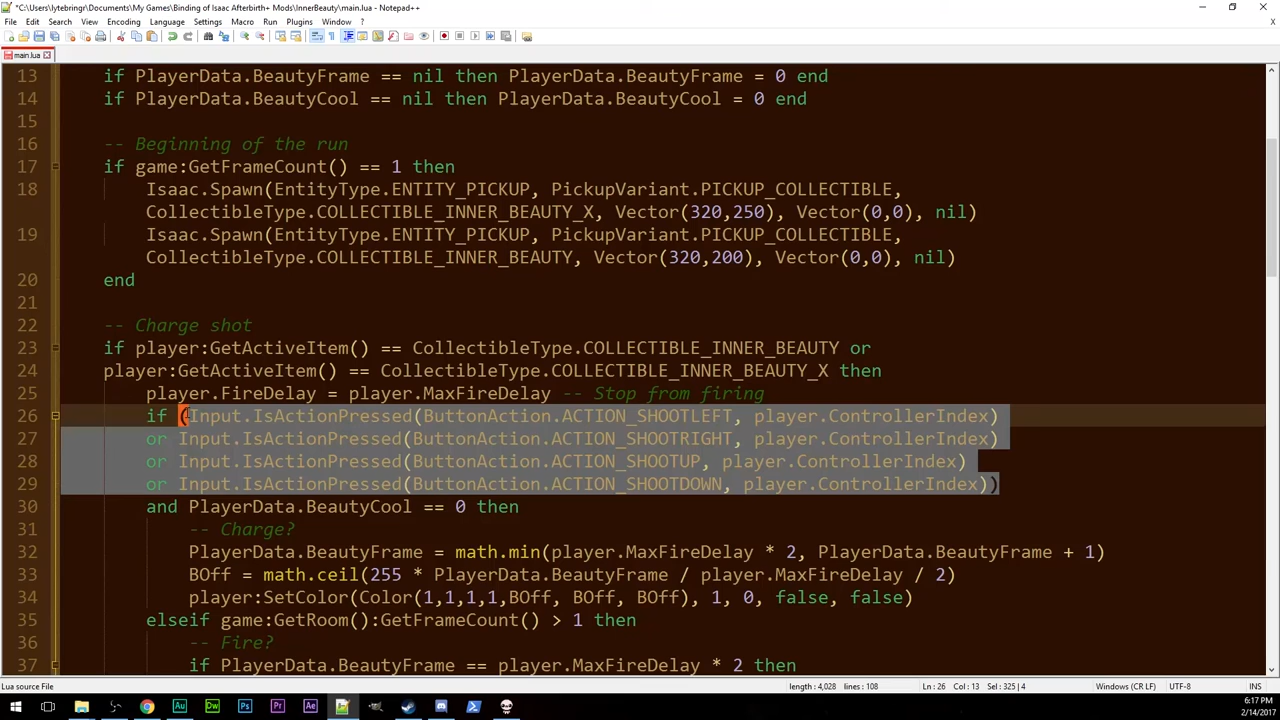 *C:\Users\lytebringr\Documents\My Games\Binding of Isaac Afterbirth+ Mods\InnerBeauty\main.lua - Notepad++
File Edit Search View Encoding Language Settings Macro Run Plugins Window ? X
main.lua
13 if PlayerData.BeautyFrame == nil then PlayerData.BeautyFrame = 0 end
14 if PlayerData.BeautyCool == nil then PlayerData.BeautyCool = 0 end
15
16 -- Beginning of the run
17 if game:GetFrameCount() == 1 then
18 Isaac.Spawn(EntityType.ENTITY_PICKUP, PickupVariant.PICKUP_COLLECTIBLE,
CollectibleType.COLLECTIBLE_INNER_BEAUTY_X, Vector(320,250), Vector(0,0), nil)
19 Isaac.Spawn(EntityType.ENTITY_PICKUP, PickupVariant.PICKUP_COLLECTIBLE,
CollectibleType.COLLECTIBLE_INNER_BEAUTY, Vector(320,200), Vector(0,0), nil)
20 end
21
22 -- Charge shot
23 if player:GetActiveItem() == CollectibleType.COLLECTIBLE_INNER_BEAUTY or
24 player:GetActiveItem() == CollectibleType.COLLECTIBLE_INNER_BEAUTY_X then
25 player.FireDelay = player.MaxFireDelay -- Stop from firing
26 if (Input.IsActionPressed(ButtonAction.ACTION_SHOOTLEFT, player.ControllerIndex)
27 or Input.IsActionPressed(ButtonAction.ACTION_SHOOTRIGHT, player.ControllerIndex)
28 or Input.IsActionPressed(ButtonAction.ACTION_SHOOTUP, player.ControllerIndex)
29 or Input.IsActionPressed(ButtonAction.ACTION_SHOOTDOWN, player.ControllerIndex))
30 and PlayerData.BeautyCool == 0 then
31 -- Charge?
32 PlayerData.BeautyFrame = math.min(player.MaxFireDelay * 2, PlayerData.BeautyFrame + 1)
33 BOff = math.ceil(255 * PlayerData.BeautyFrame / player.MaxFireDelay / 2)
34 player:SetColor(Color(1,1,1,1,BOff, BOff, BOff), 1, 0, false, false)
35 elseif game:GetRoom():GetFrameCount() > 1 then
36 -- Fire?
37 if PlayerData.BeautyFrame == player.MaxFireDelay * 2 then
Lua source File length : 4,028 lines : 108 Ln : 26 Col : 13 Sel : 325 | 4 Windows (CR LF) UTF-8 INS
Au Dw Ps Pr Ae 6:17 PM
2/14/2017